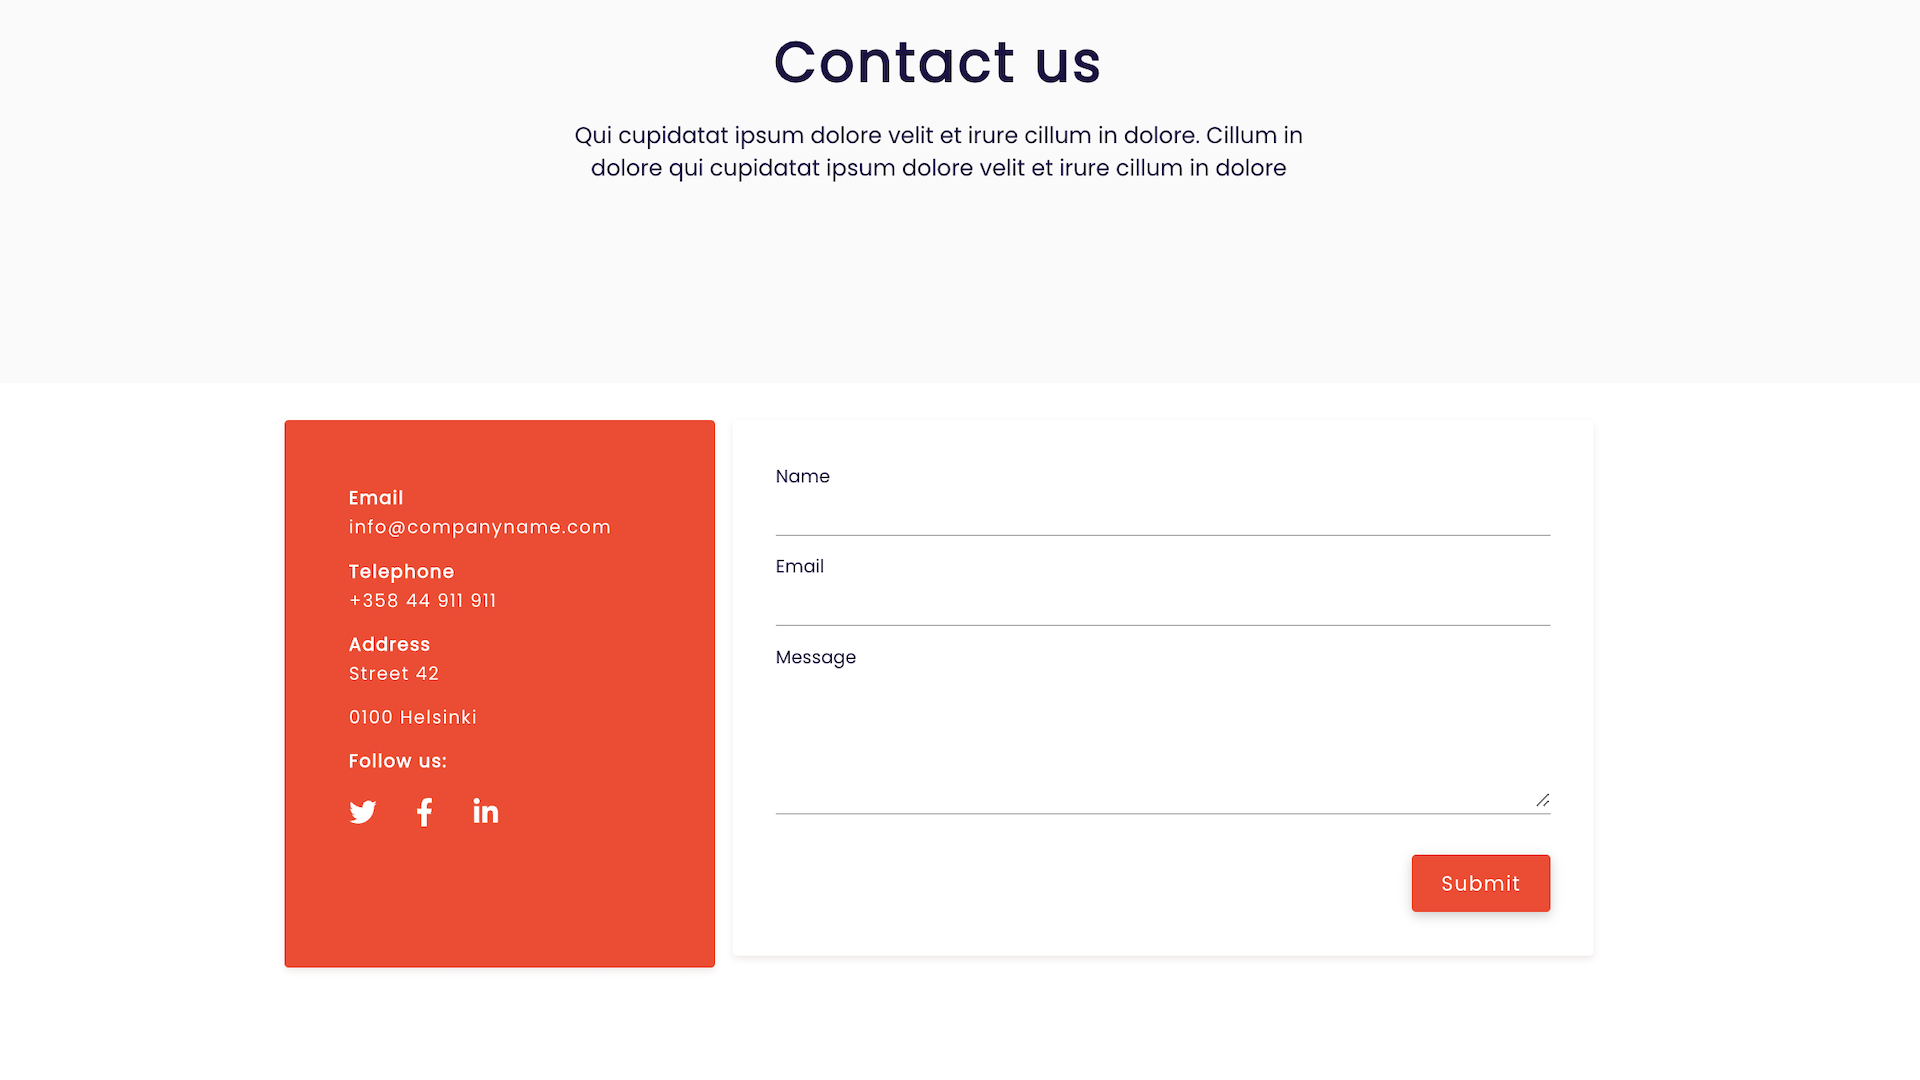 Contact us
Qui cupidatat ipsum dolore velit et irure cillum in dolore. Cillum in
dolore qui cupidatat ipsum dolore velit et irure cillum in dolore
Email
info@companyname.com
Telephone
+358 44 911 911
Address
Street 42
0100 Helsinki
Follow us:
Name
Email
Message
Submit